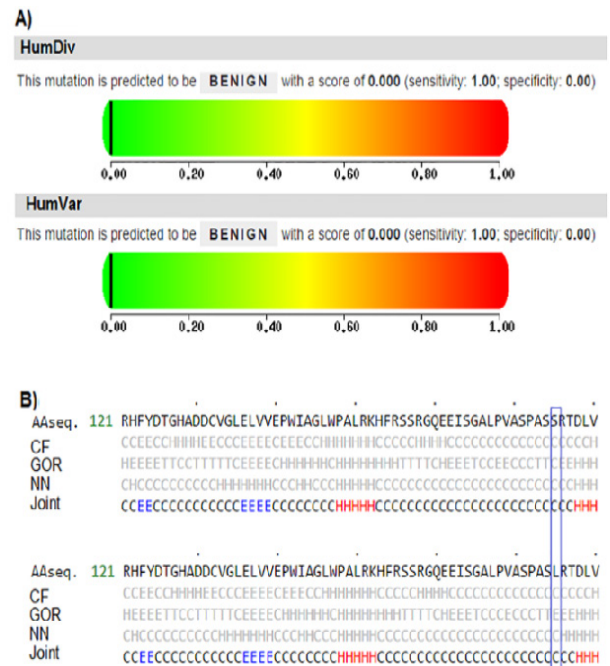 A)
HumDiv
This mutation is predicted to be BENIGN with a score of 0.000 (sensitivity: 1.00; specificity: 0.00)
0.00 0.20 0.40 0.60 0.80 1.00
HumVar
This mutation is predicted to be BENIGN with a score of 0.000 (sensitivity: 1.00; specificity: 0.00)
0.00 0.20 0.40 0.60 0.80 1.00
B)
AAseq. 121 RHFYDTGHADDCVGLELVVEPWIAGLWPALRKHFRSSRGQEEISGALPVASPASSRTDLV
CF
GOR
NN
Joint CCEECCCCCCCCCCCEEEECCCCCCCCHHHHHCCCCCCCCCCCCCCCCCCCCCCCCCHHH
AAseq. 121 RHFYDTGHADDCVGLELVVEPWIAGLWPALRKHFRSSRGQEEISGALPVASPASLRTDLV
CF
GOR
NN
Joint CCEECCCCCCCCCCCEEEECCCCCCCCHHHHHCCCCCCCCCCCCCCCCCCCCCCCCCHHH